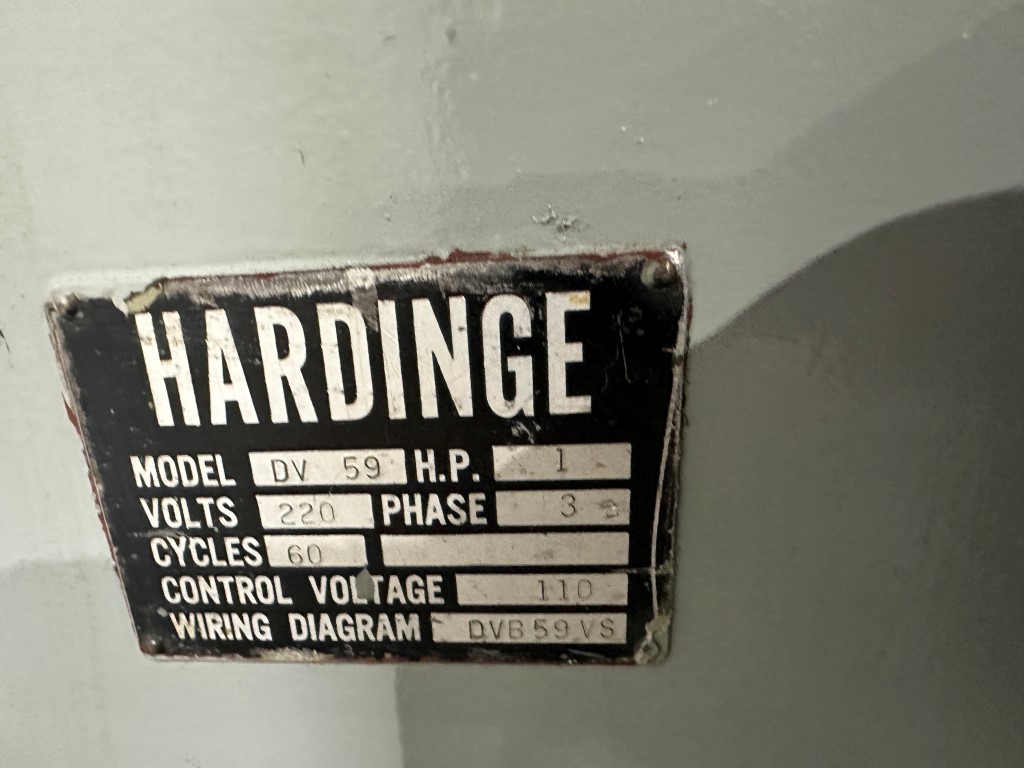 HARDINGE
MODEL DV 59 H.P. 1
VOLTS 220 PHASE 3
CYCLES 60
CONTROL VOLTAGE 110
WIRING DIAGRAM DVB59VS